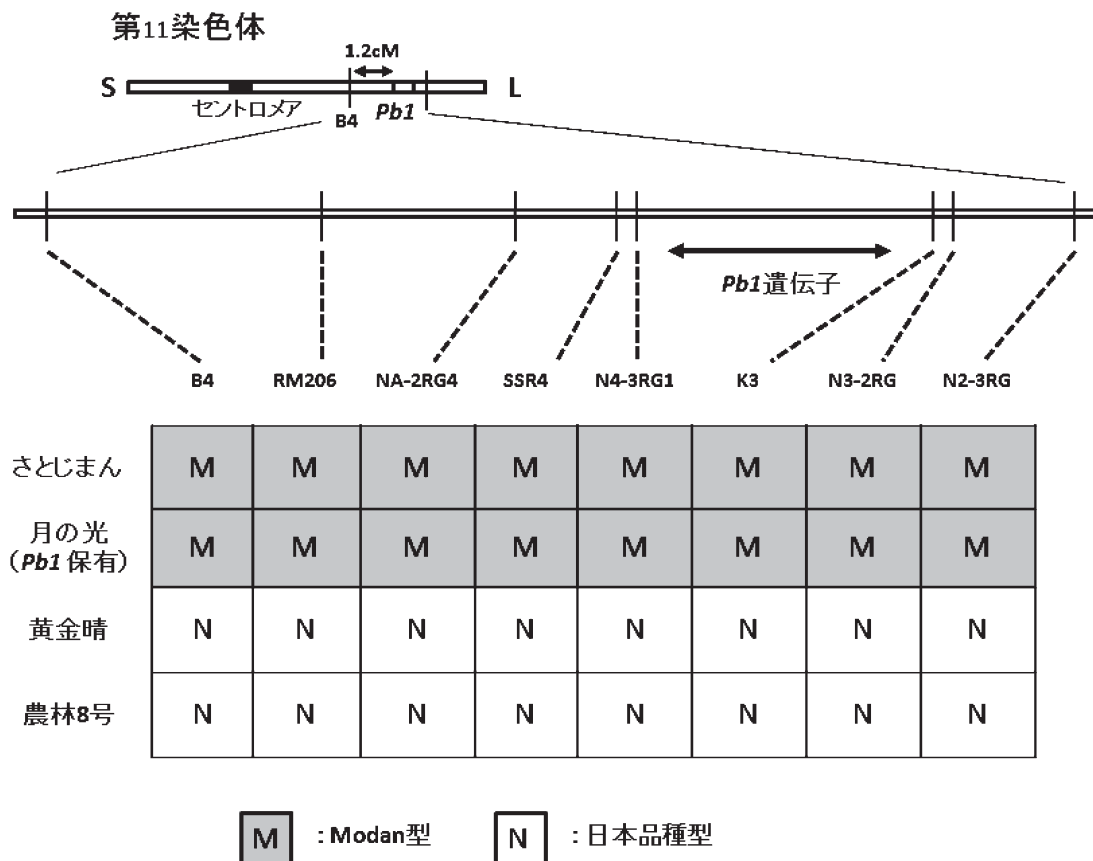 第11染色体
1.2cM
S L
セントロメア
B4 Pb1
Pb1遺伝子
B4 RM206 NA-2RG4 SSR4 N4-3RG1 K3 N3-2RG N2-3RG
さとじまん M M M M M M M M
月の光
(Pb1保有) M M M M M M M M
黄金晴 N N N N N N N N
農林8号 N N N N N N N N
M :Modan型 N :日本品種型